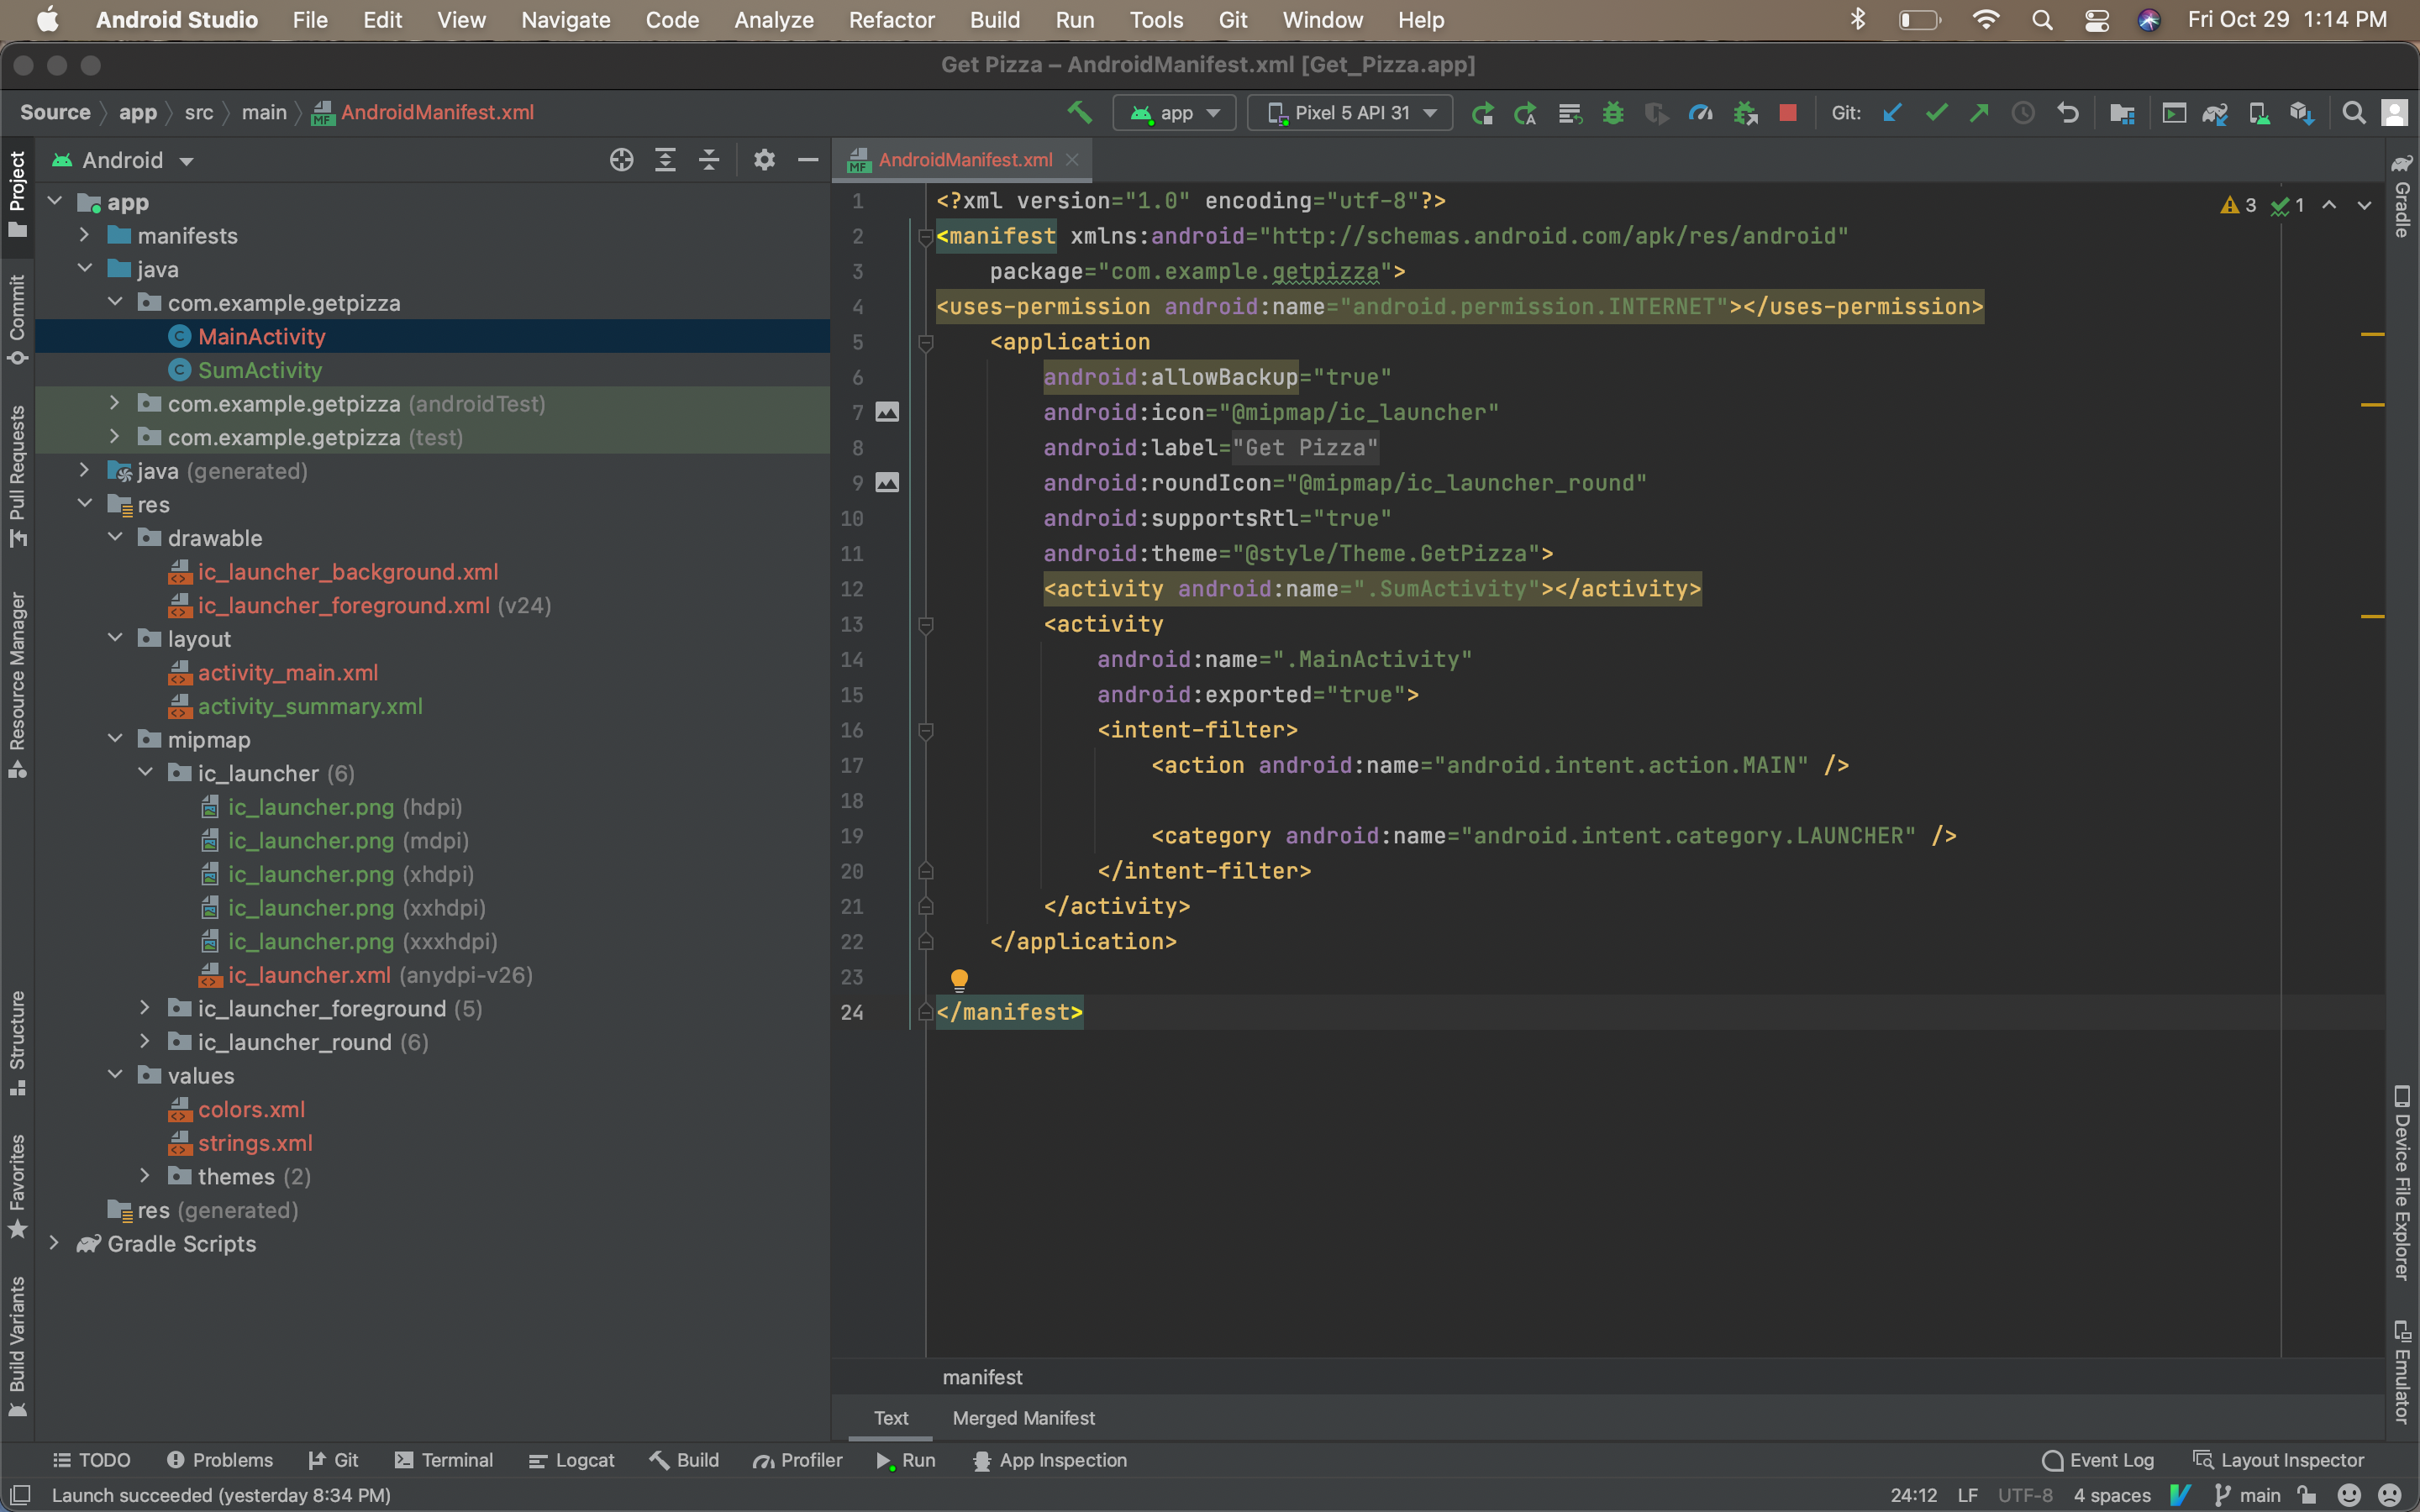 Android Studio File Edit View Navigate Code Analyze Refactor Build Run Tools Git Window Help Fri Oct 29 1:14 PM
Get Pizza – AndroidManifest.xml [Get_Pizza.app]
Source app src main AndroidManifest.xml app Pixel 5 API 31 Git:
Android
app
manifests
java
com.example.getpizza
MainActivity
SumActivity
com.example.getpizza (androidTest)
com.example.getpizza (test)
java (generated)
res
drawable
ic_launcher_background.xml
ic_launcher_foreground.xml (v24)
layout
activity_main.xml
activity_summary.xml
mipmap
ic_launcher (6)
ic_launcher.png (hdpi)
ic_launcher.png (mdpi)
ic_launcher.png (xhdpi)
ic_launcher.png (xxhdpi)
ic_launcher.png (xxxhdpi)
ic_launcher.xml (anydpi-v26)
ic_launcher_foreground (5)
ic_launcher_round (6)
values
colors.xml
strings.xml
themes (2)
res (generated)
Gradle Scripts
Project
Commit
Pull Requests
Resource Manager
Structure
Favorites
Build Variants
AndroidManifest.xml
3 1
1 <?xml version="1.0" encoding="utf-8"?>
2 <manifest xmlns:android="http://schemas.android.com/apk/res/android"
3 package="com.example.getpizza">
4 <uses-permission android:name="android.permission.INTERNET"></uses-permission>
5 <application
6 android:allowBackup="true"
7 android:icon="@mipmap/ic_launcher"
8 android:label="Get Pizza"
9 android:roundIcon="@mipmap/ic_launcher_round"
10 android:supportsRtl="true"
11 android:theme="@style/Theme.GetPizza">
12 <activity android:name=".SumActivity"></activity>
13 <activity
14 android:name=".MainActivity"
15 android:exported="true">
16 <intent-filter>
17 <action android:name="android.intent.action.MAIN" />
18
19 <category android:name="android.intent.category.LAUNCHER" />
20 </intent-filter>
21 </activity>
22 </application>
23
24 </manifest>
Gradle
Device File Explorer
Emulator
manifest
Text Merged Manifest
TODO Problems Git Terminal Logcat Build Profiler Run App Inspection Event Log Layout Inspector
Launch succeeded (yesterday 8:34 PM) 24:12 LF UTF-8 4 spaces main